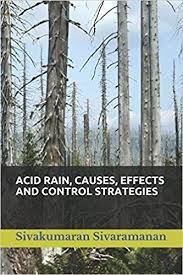 ACID RAIN, CAUSES, EFFECTS
AND CONTROL STRATEGIES
Sivakumaran Sivaramanan